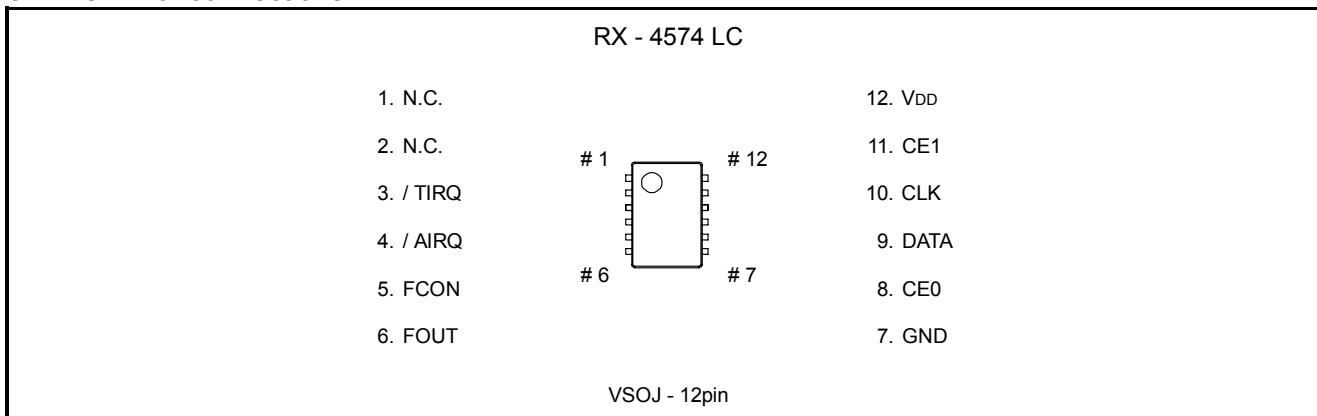 RX - 4574 LC
1. N.C.
2. N.C.
3. / TIRQ
4. / AIRQ
5. FCON
6. FOUT
# 1
# 12
# 6
# 7
12. VDD
11. CE1
10. CLK
9. DATA
8. CE0
7. GND
VSOJ - 12pin